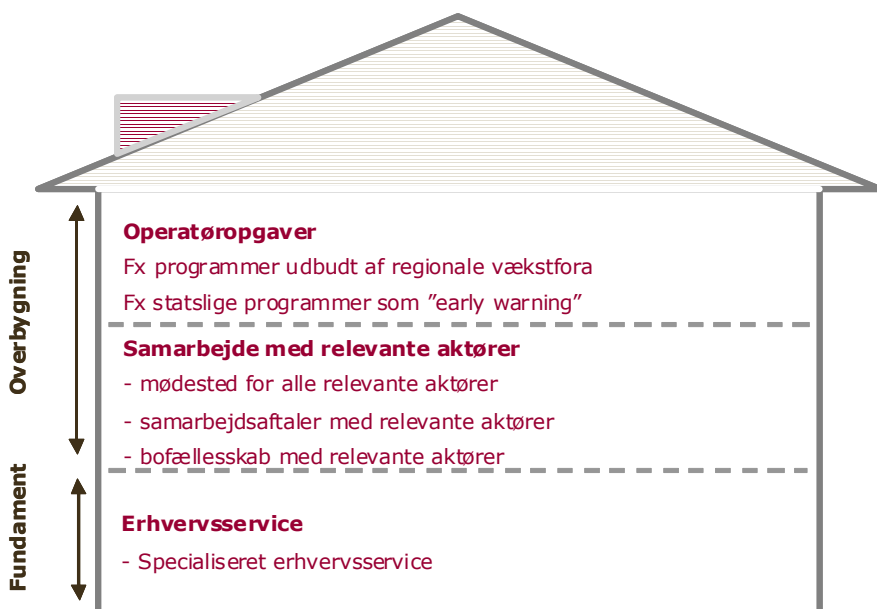 Overbygning
Operatøropgaver
Fx programmer udbudt af regionale vækstfora
Fx statslige programmer som ”early warning”
Samarbejde med relevante aktører
- mødested for alle relevante aktører
- samarbejdsaftaler med relevante aktører
- bofællesskab med relevante aktører
Fundament
Erhvervsservice
- Specialiseret erhvervsservice